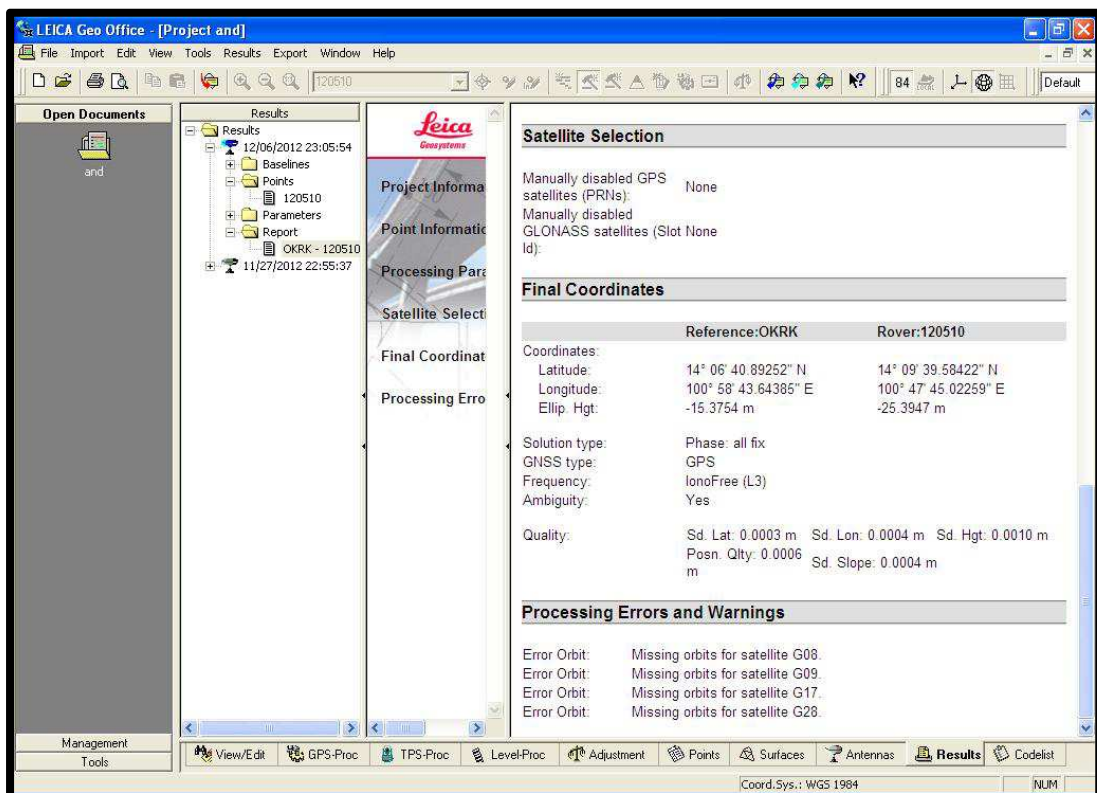 LEICA Geo Office - [Project and]
File Import Edit View Tools Results Export Window Help
120510
84
Default
Open Documents
and
Management
Tools
Results
Results
12/06/2012 23:05:54
Baselines
Points
120510
Parameters
Report
OKRK - 120510
11/27/2012 22:55:37
Leica
Geosystems
Project Informa
Point Informatic
Processing Para
Satellite Selecti
Final Coordinat
Processing Erro
Satellite Selection
Manually disabled GPS
satellites (PRNs): None
Manually disabled
GLONASS satellites (Slot None
Id):
Final Coordinates
Reference:OKRK Rover:120510
Coordinates:
Latitude: 14° 06' 40.89252" N 14° 09' 39.58422" N
Longitude: 100° 58' 43.64385" E 100° 47' 45.02259" E
Ellip. Hgt: -15.3754 m -25.3947 m
Solution type: Phase: all fix
GNSS type: GPS
Frequency: IonoFree (L3)
Ambiguity: Yes
Quality: Sd. Lat: 0.0003 m Sd. Lon: 0.0004 m Sd. Hgt: 0.0010 m
Posn. Qlty: 0.0006 m Sd. Slope: 0.0004 m
Processing Errors and Warnings
Error Orbit: Missing orbits for satellite G08.
Error Orbit: Missing orbits for satellite G09.
Error Orbit: Missing orbits for satellite G17.
Error Orbit: Missing orbits for satellite G28.
View/Edit GPS-Proc TPS-Proc Level-Proc Adjustment Points Surfaces Antennas Results Codelist
Coord.Sys.: WGS 1984 NUM